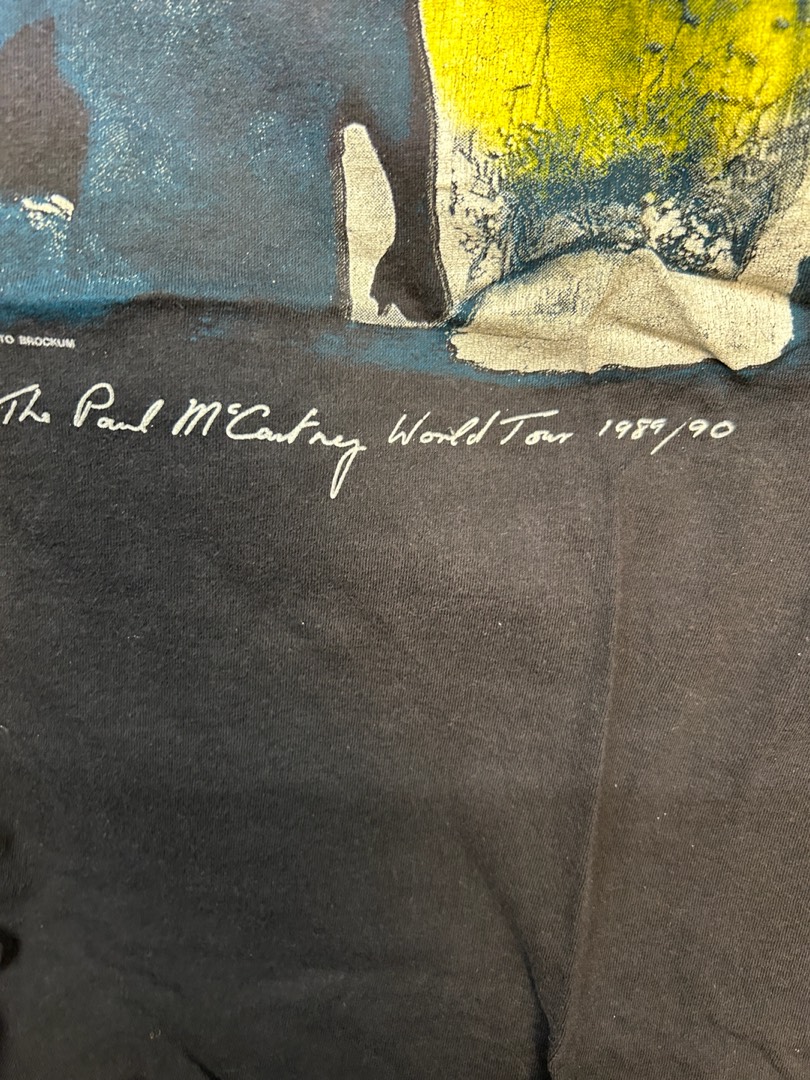 TO BROCKUM
The Paul McCartney World Tour 1989/90